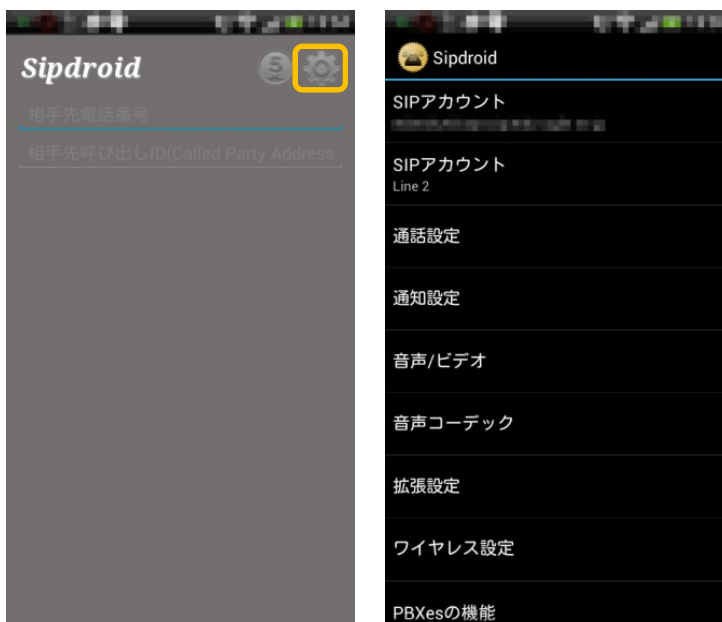 Sipdroid
5
相手先電話番号
相手先呼び出しID(Called Party Address
Sipdroid
SIPアカウント
SIPアカウント
Line 2
通話設定
通知設定
音声/ビデオ
音声コーデック
拡張設定
ワイヤレス設定
PBXesの機能